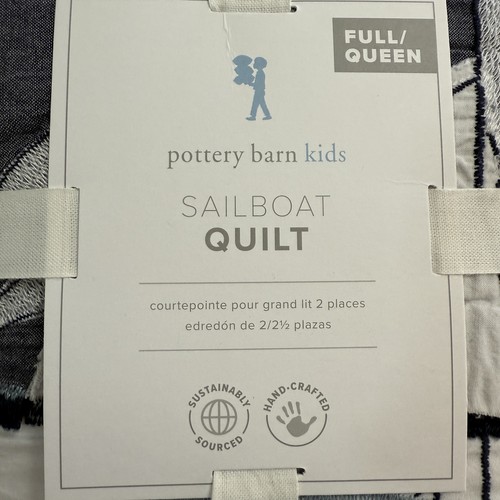 FULL/
QUEEN
pottery barn kids
SAILBOAT
QUILT
courtepointe pour grand lit 2 places
edredón de 2/2½ plazas
SUSTAINABLY
SOURCED
HAND-CRAFTED